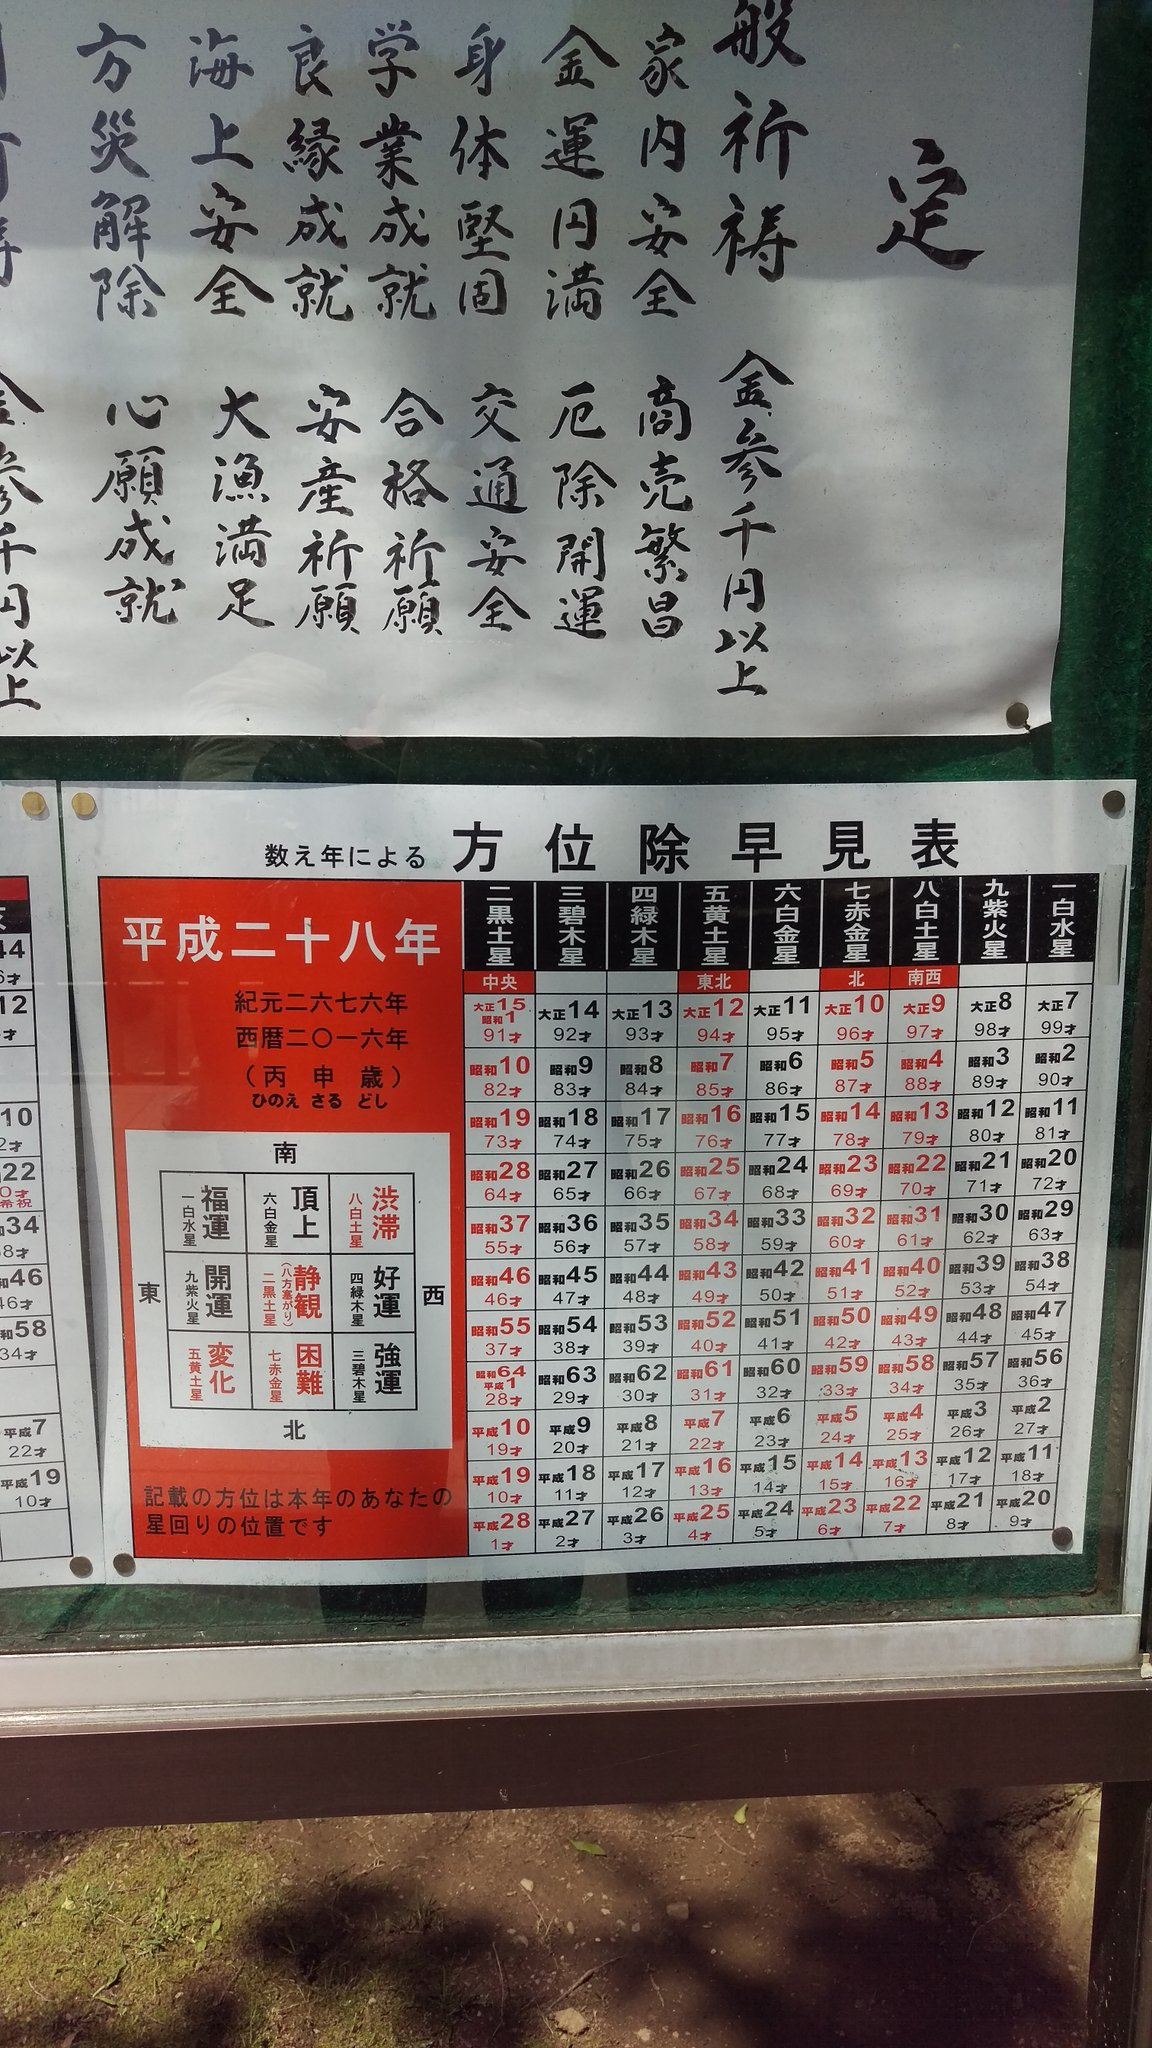 定
般祈祷 金参千円以上
家内安全 商売繁昌
金運円満 厄除開運
身体堅固 交通安全
学業成就 合格祈願
良縁成就 安産祈願
海上安全 大漁満足
方災解除 心願成就
金参千円以上
数え年による 方位除早見表
平成二十八年
紀元二六七六年
西暦二〇一六年
(丙申歳)
ひのえ さる どし
南
福運 一白水星
頂上 六白金星
渋滞 八白土星
東
開運 九紫火星
静観 (八方塞がり) 二黒土星
好運 四緑木星
西
変化 五黄土星
困難 七赤金星
強運 三碧木星
北
記載の方位は本年のあなたの
星回りの位置です
二黒土星 三碧木星 四緑木星 五黄土星 六白金星 七赤金星 八白土星 九紫火星 一白水星
中央 東北 北 南西
大正15 昭和1 大正14 大正13 大正12 大正11 大正10 大正9 大正8 大正7
91才 92才 93才 94才 95才 96才 97才 98才 99才
昭和10 昭和9 昭和8 昭和7 昭和6 昭和5 昭和4 昭和3 昭和2
82才 83才 84才 85才 86才 87才 88才 89才 90才
昭和19 昭和18 昭和17 昭和16 昭和15 昭和14 昭和13 昭和12 昭和11
73才 74才 75才 76才 77才 78才 79才 80才 81才
昭和28 昭和27 昭和26 昭和25 昭和24 昭和23 昭和22 昭和21 昭和20
64才 65才 66才 67才 68才 69才 70才 71才 72才
昭和37 昭和36 昭和35 昭和34 昭和33 昭和32 昭和31 昭和30 昭和29
55才 56才 57才 58才 59才 60才 61才 62才 63才
昭和46 昭和45 昭和44 昭和43 昭和42 昭和41 昭和40 昭和39 昭和38
46才 47才 48才 49才 50才 51才 52才 53才 54才
昭和55 昭和54 昭和53 昭和52 昭和51 昭和50 昭和49 昭和48 昭和47
37才 38才 39才 40才 41才 42才 43才 44才 45才
昭和64 平成1 昭和63 昭和62 昭和61 昭和60 昭和59 昭和58 昭和57 昭和56
28才 29才 30才 31才 32才 33才 34才 35才 36才
平成10 平成9 平成8 平成7 平成6 平成5 平成4 平成3 平成2
19才 20才 21才 22才 23才 24才 25才 26才 27才
平成19 平成18 平成17 平成16 平成15 平成14 平成13 平成12 平成11
10才 11才 12才 13才 14才 15才 16才 17才 18才
平成28 平成27 平成26 平成25 平成24 平成23 平成22 平成21 平成20
1才 2才 3才 4才 5才 6才 7才 8才 9才
44
12
10
22
34
46
46才
58
34才
平成7
22才
平成19
10才